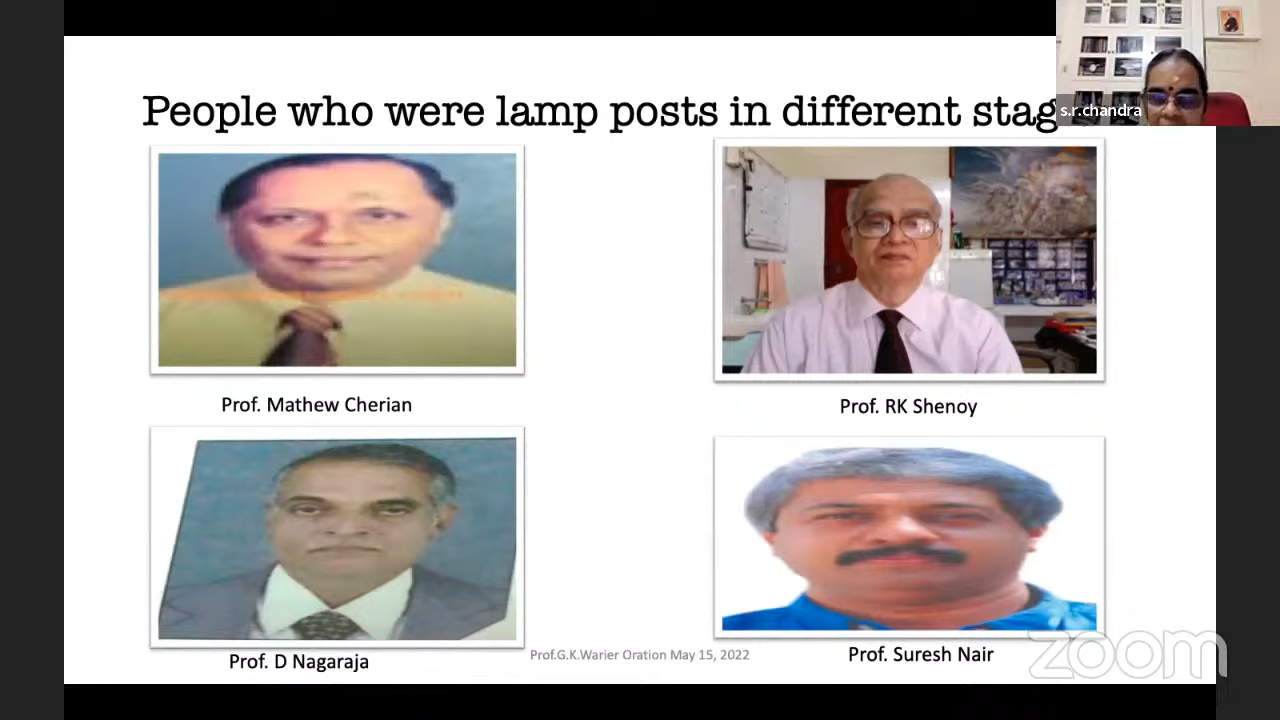 People who were lamp posts in different stag
s.r.chandra
Prof. Mathew Cherian
Prof. RK Shenoy
Prof. D Nagaraja
Prof.G.K.Warier Oration May 15, 2022
Prof. Suresh Nair
zoom